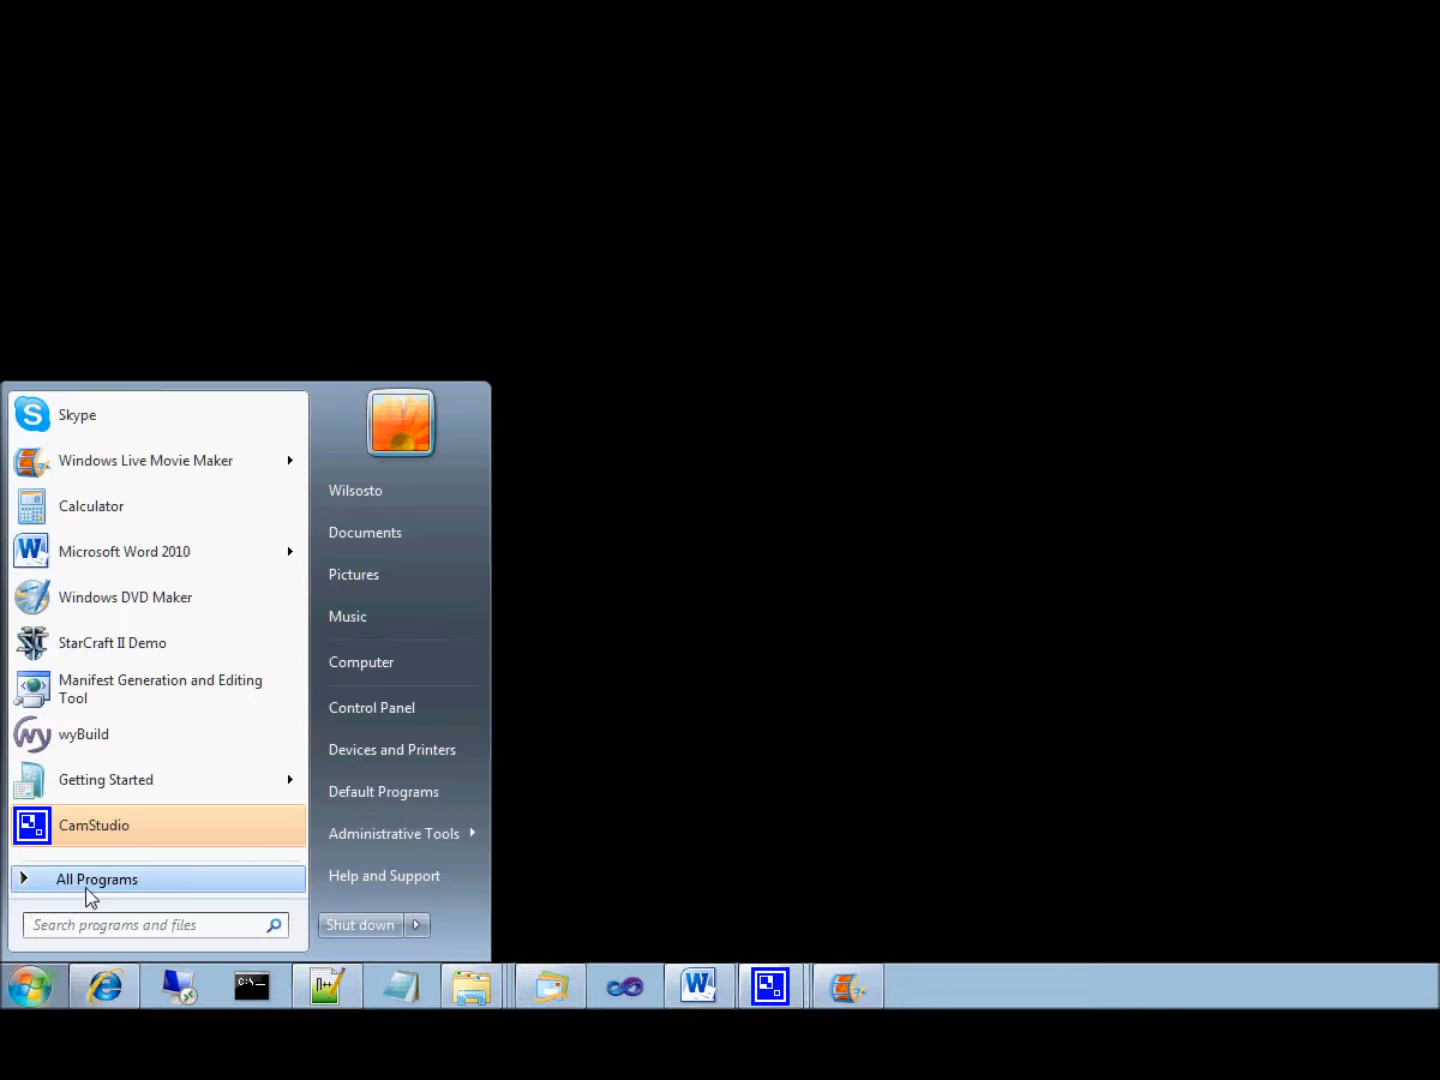 Skype
Windows Live Movie Maker
Calculator
Microsoft Word 2010
Windows DVD Maker
StarCraft II Demo
Manifest Generation and Editing
Tool
wyBuild
Getting Started
CamStudio
All Programs
Search programs and files
Wilsosto
Documents
Pictures
Music
Computer
Control Panel
Devices and Printers
Default Programs
Administrative Tools
Help and Support
Shut down